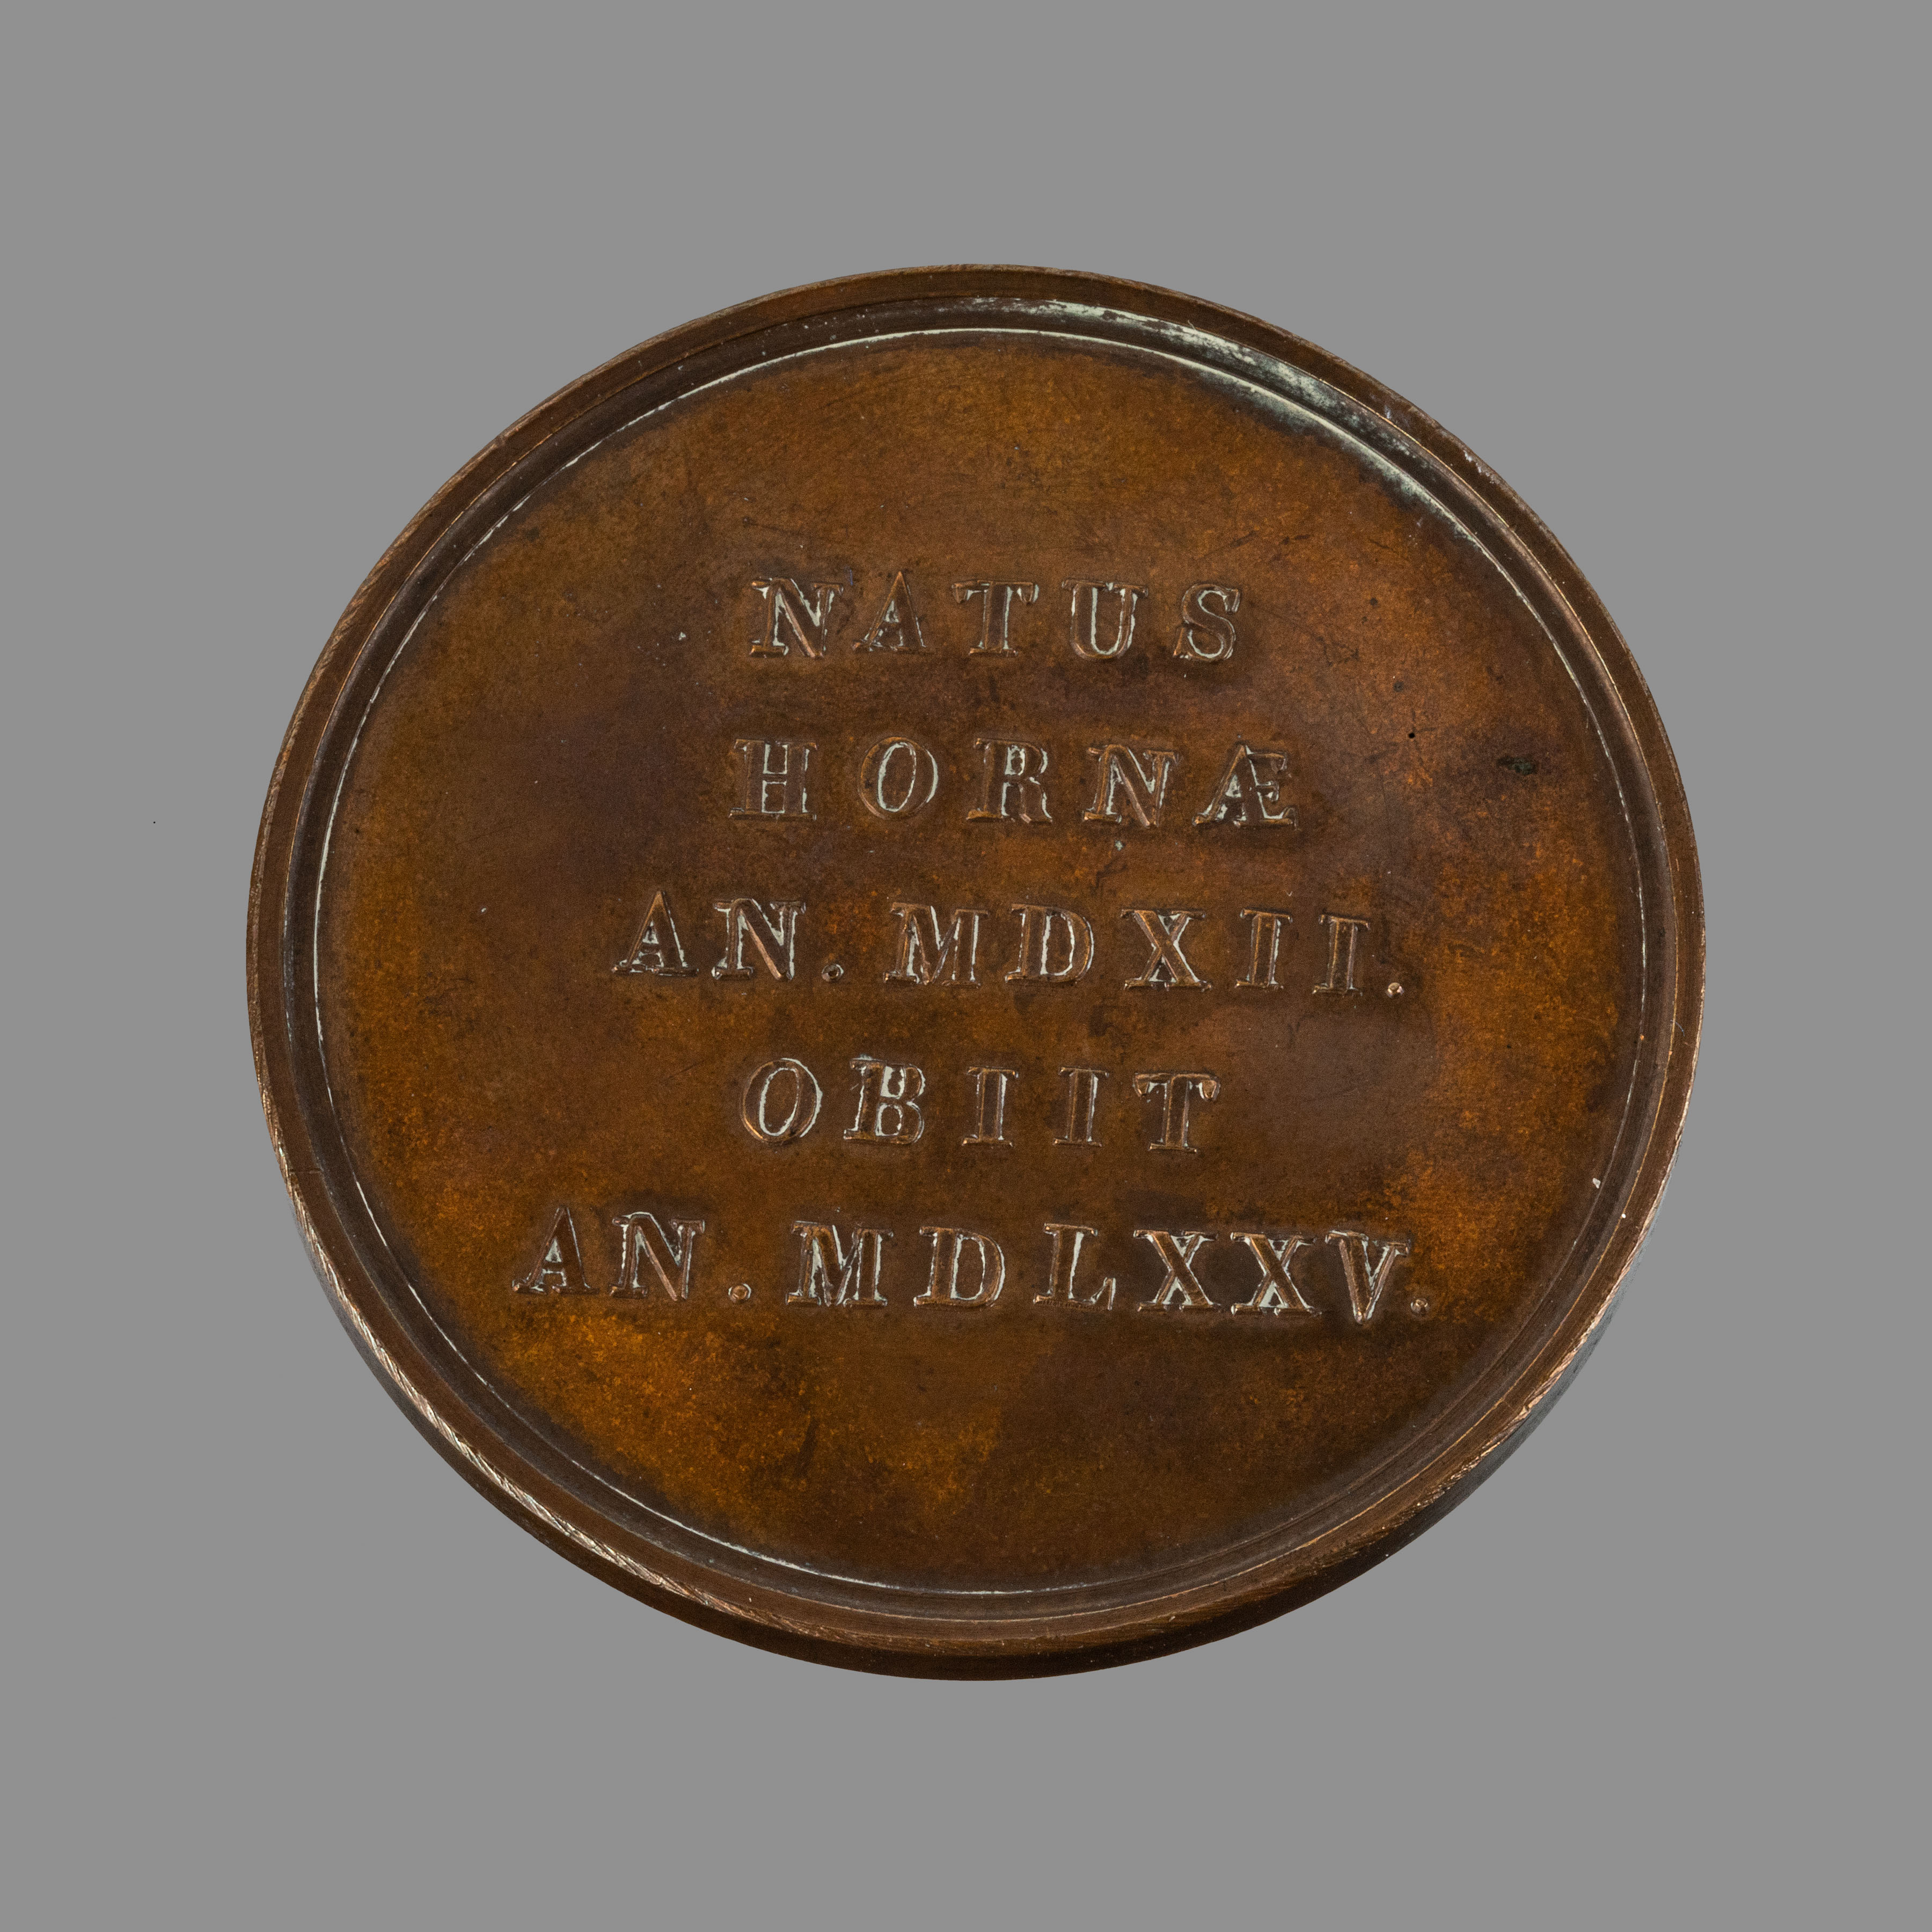 NATUS
HORNÆ
AN. MDXII.
OBIIT
AN. MDLXXV.